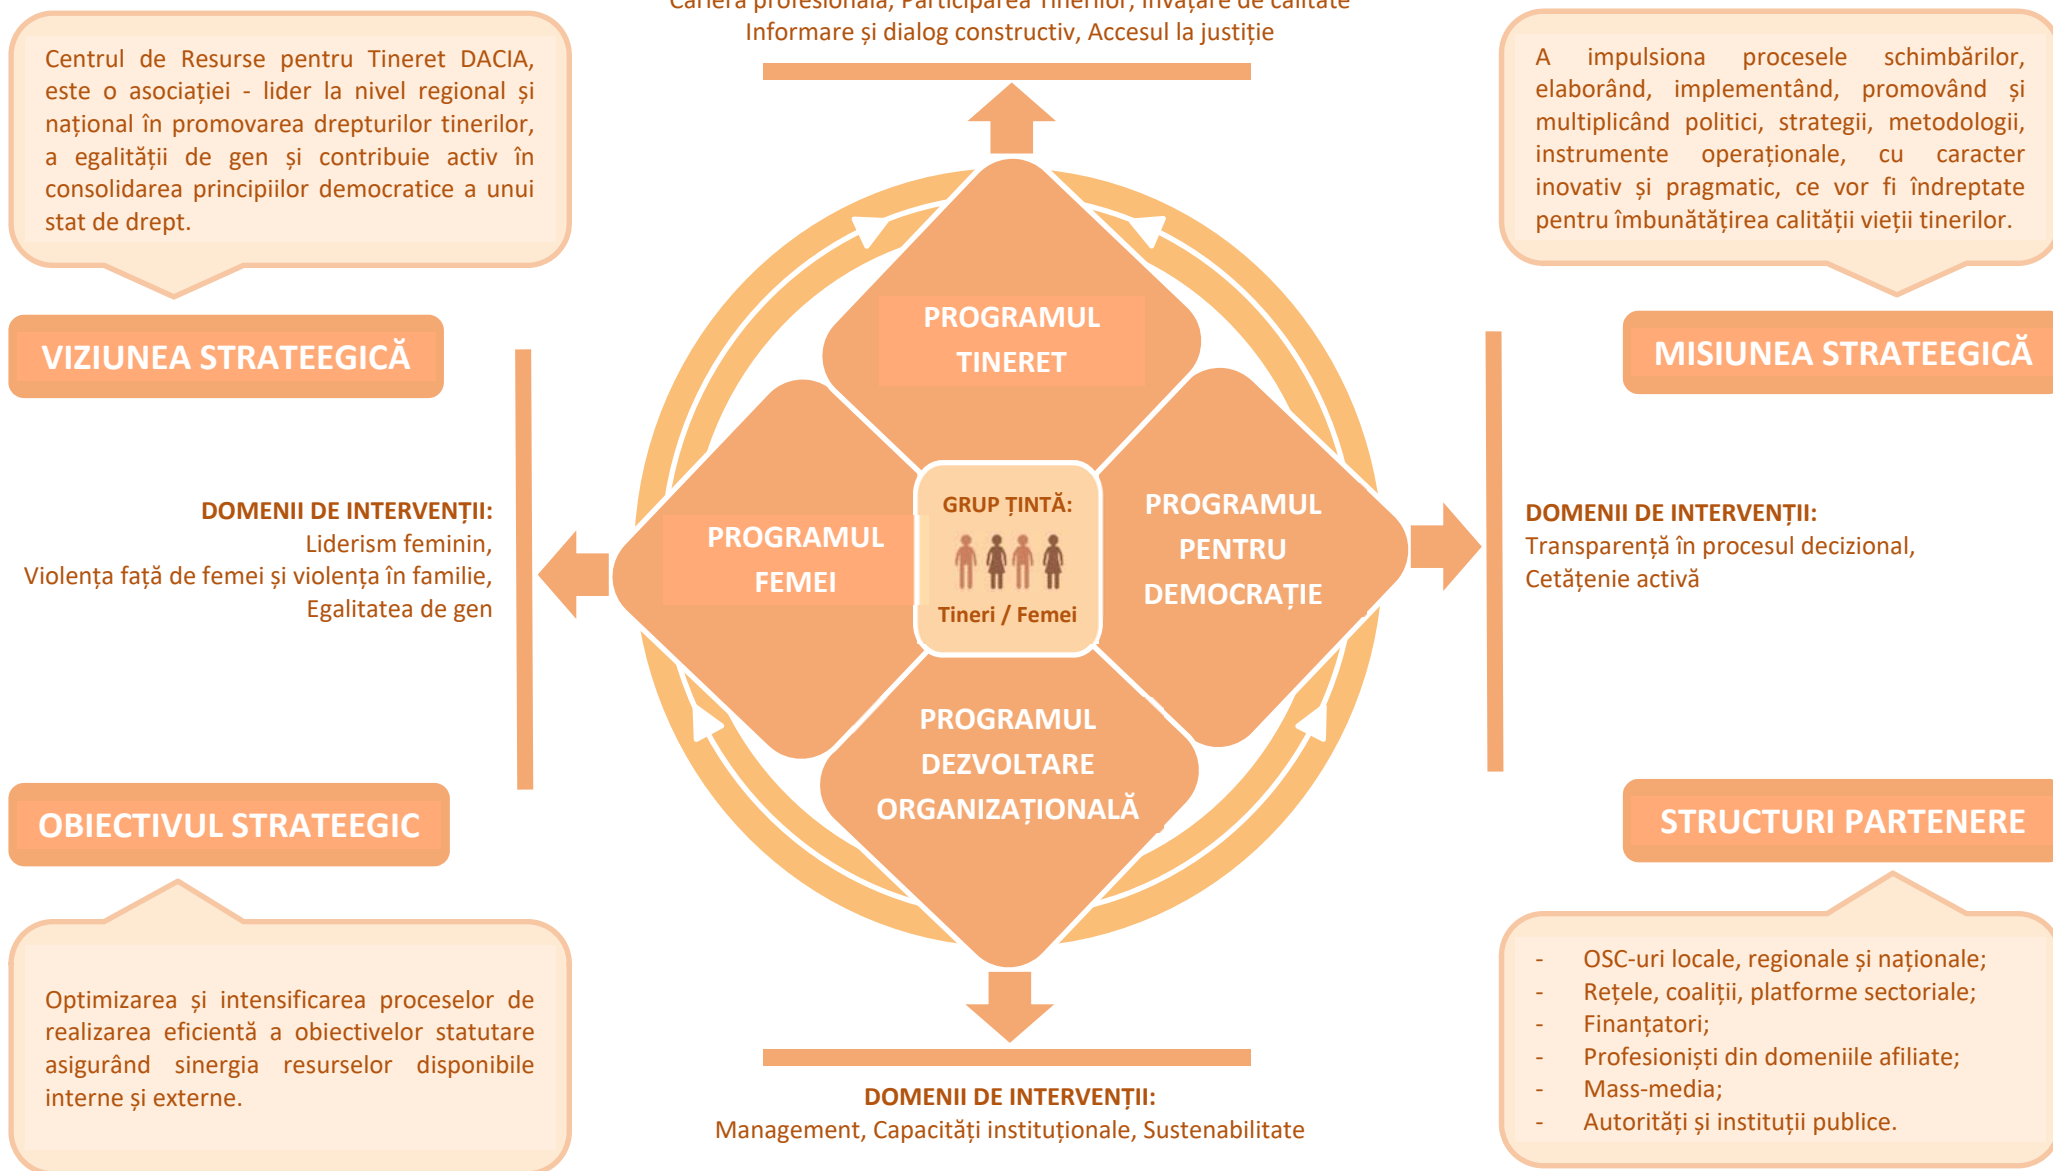 Cariera profesională, Participarea Tinerilor, Învățare de calitate
Informare și dialog constructiv, Accesul la justiție
Centrul de Resurse pentru Tineret DACIA,
este o asociației - lider la nivel regional și
național în promovarea drepturilor tinerilor,
a egalității de gen și contribuie activ în
consolidarea principiilor democratice a unui
stat de drept.
A impulsiona procesele schimbărilor,
elaborând, implementând, promovând și
multiplicând politici, strategii, metodologii,
instrumente operaționale, cu caracter
inovativ și pragmatic, ce vor fi îndreptate
pentru îmbunătățirea calității vieții tinerilor.
VIZIUNEA STRATEEGICĂ
MISIUNEA STRATEEGICĂ
PROGRAMUL
TINERET
DOMENII DE INTERVENȚII:
Liderism feminin,
Violența față de femei și violența în familie,
Egalitatea de gen
PROGRAMUL
FEMEI
GRUP ȚINTĂ:
Tineri / Femei
PROGRAMUL
PENTRU
DEMOCRAȚIE
DOMENII DE INTERVENȚII:
Transparență în procesul decizional,
Cetățenie activă
PROGRAMUL
DEZVOLTARE
ORGANIZAȚIONALĂ
OBIECTIVUL STRATEEGIC
STRUCTURI PARTENERE
Optimizarea și intensificarea proceselor de
realizarea eficientă a obiectivelor statutare
asigurând sinergia resurselor disponibile
interne și externe.
DOMENII DE INTERVENȚII:
Management, Capacități instituționale, Sustenabilitate
- OSC-uri locale, regionale și naționale;
- Rețele, coaliții, platforme sectoriale;
- Finanțatori;
- Profesioniști din domeniile afiliate;
- Mass-media;
- Autorități și instituții publice.